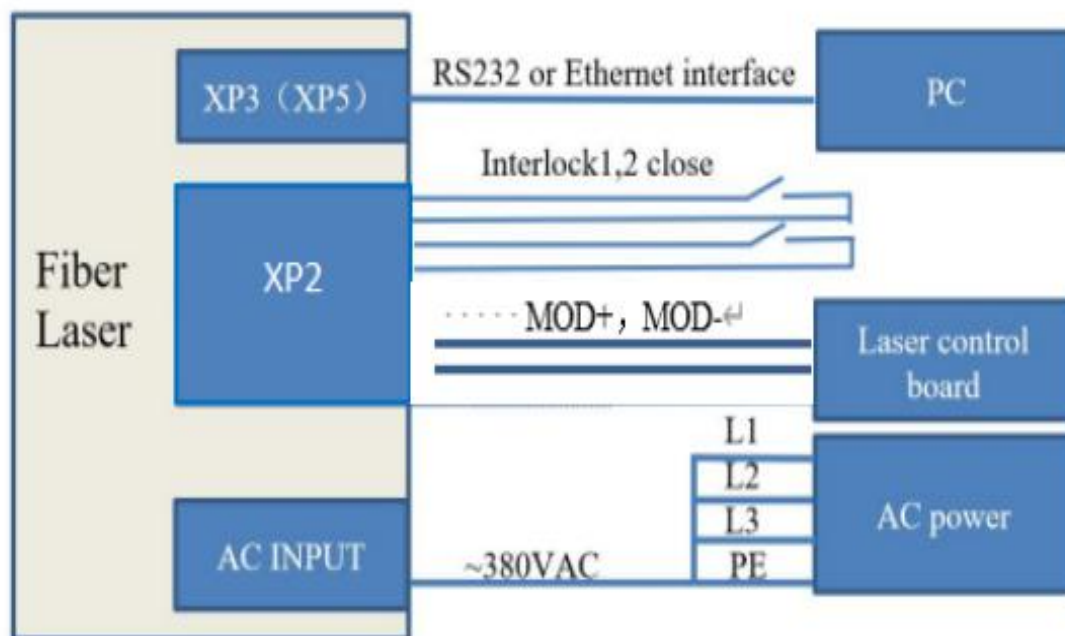 Fiber
Laser
XP3（XP5）
RS232 or Ethernet interface
PC
XP2
Interlock1,2 close
····· MOD+，MOD-↵
Laser control
board
AC INPUT
~380VAC
L1
L2
L3
PE
AC power